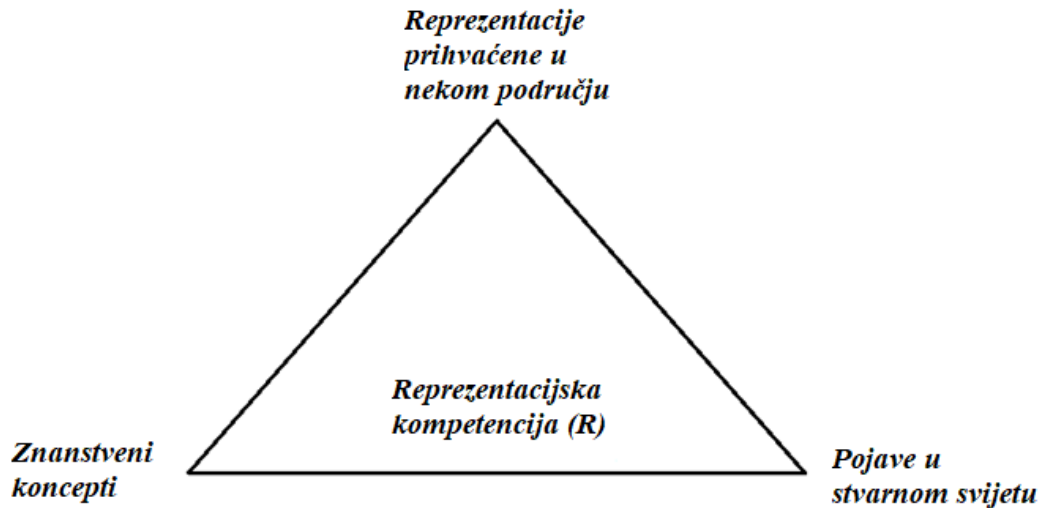 Reprezentacije
prihvaćene u
nekom području
Reprezentacijska
kompetencija (R)
Znanstveni
koncepti
Pojave u
stvarnom svijetu